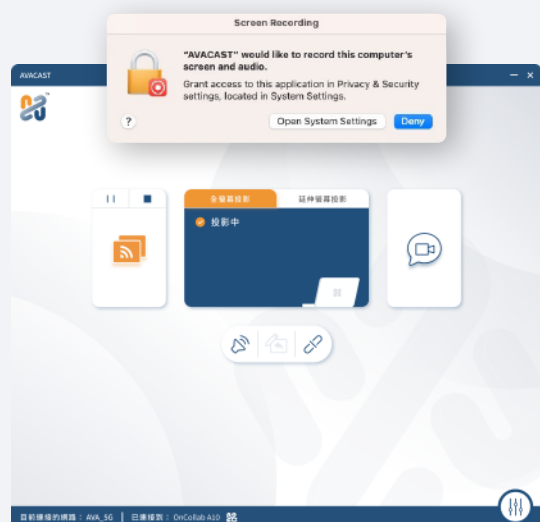 Screen Recording
"AVACAST" would like to record this computer's
screen and audio.
Grant access to this application in Privacy & Security
settings, located in System Settings.
?
Open System Settings
Deny
AVACAST
全螢幕投影
延伸螢幕投影
投影中
目前連接的網路： AVA_5G | 已連接到： OnCollab A10